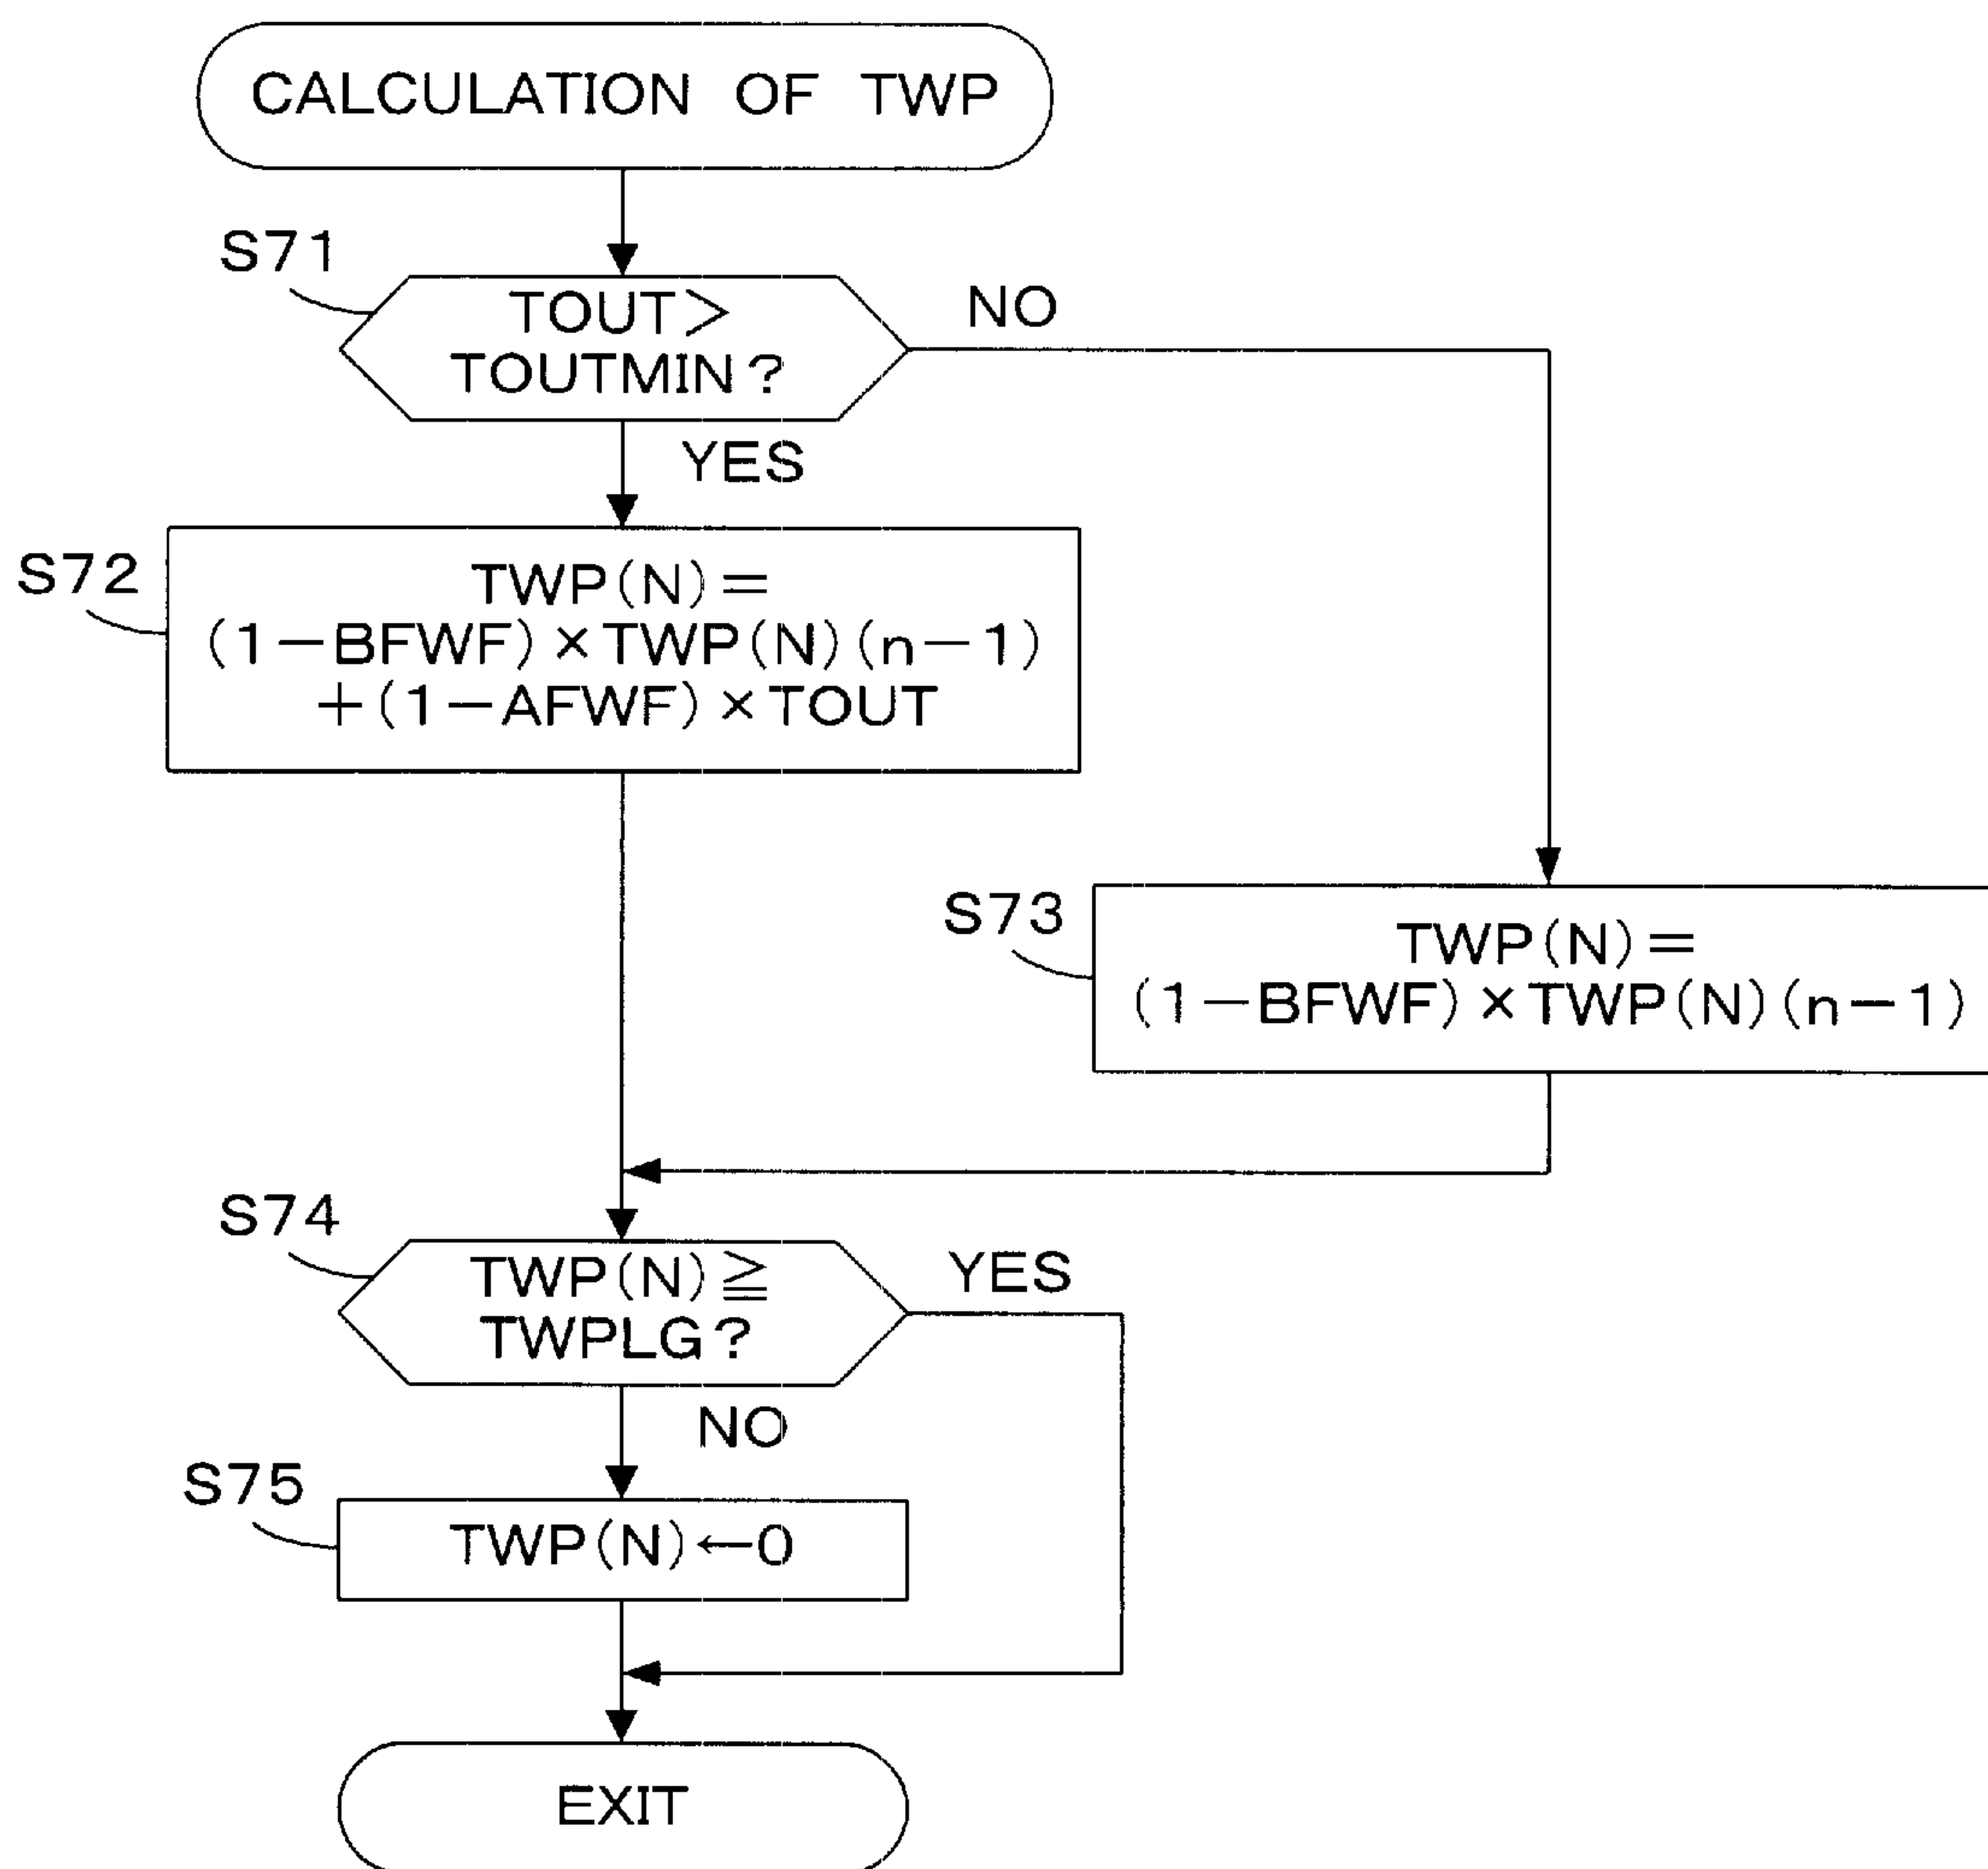 CALCULATION OF TWP
S71
TOUT>
TOUTMIN?
NO
YES
S72
TWP(N)=
(1-BFWF)×TWP(N)(n-1)
+(1-AFWF)×TOUT
S73
TWP(N)=
(1-BFWF)×TWP(N)(n-1)
S74
TWP(N)≧
TWPLG?
YES
NO
S75
TWP(N)←0
EXIT